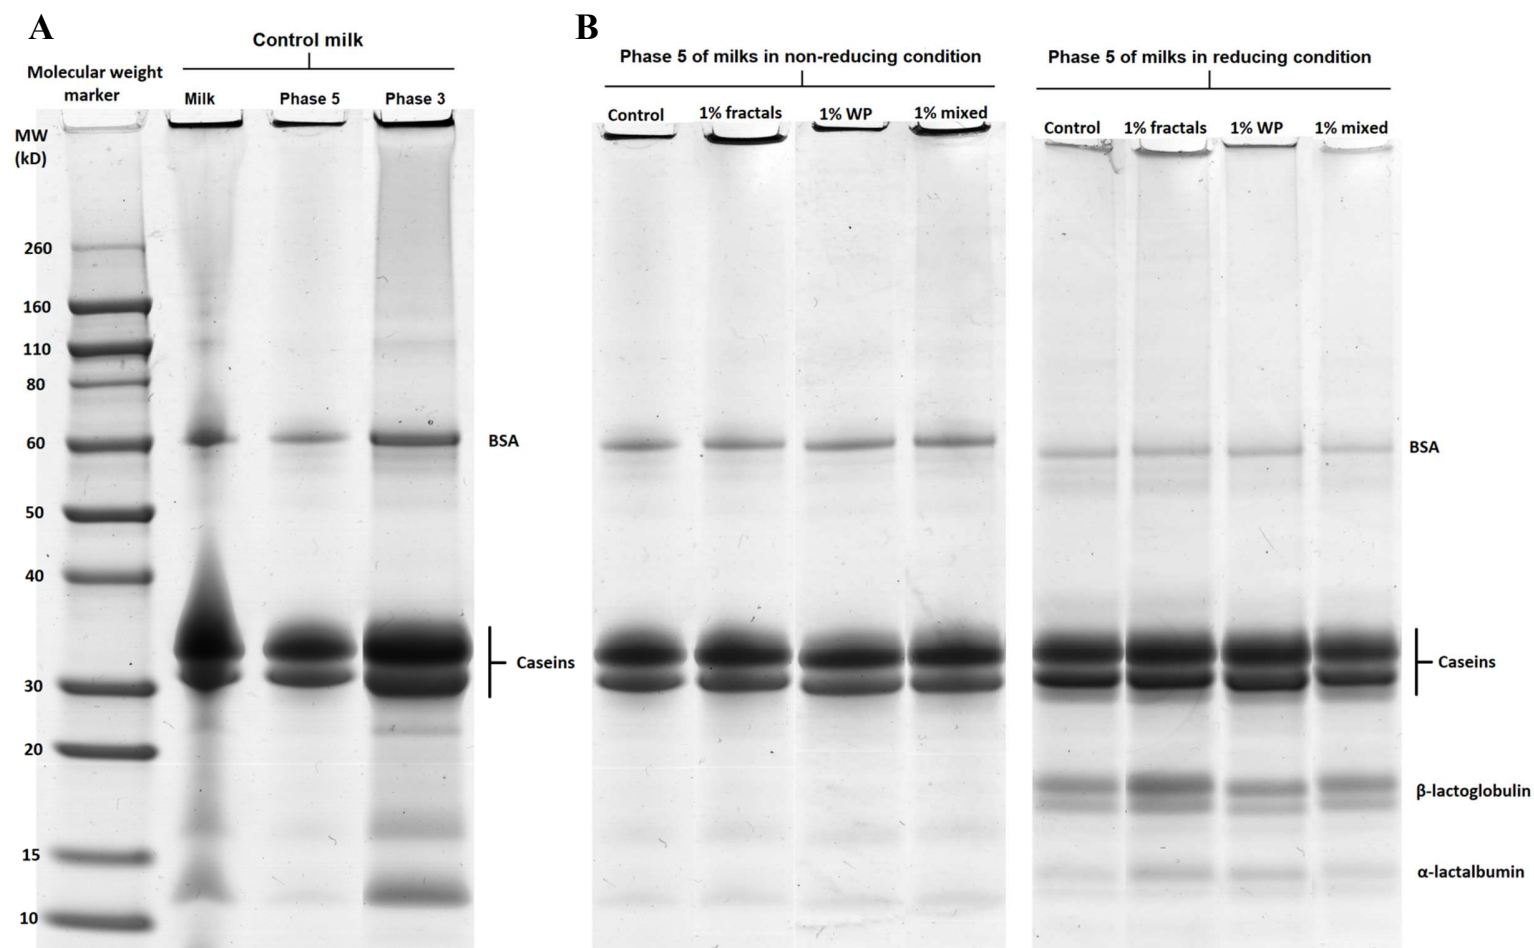 A
Control milk
Molecular weight
marker
Milk
Phase 5
Phase 3
MW
(kD)
260
160
110
80
60
50
40
30
20
15
10
BSA
Caseins
B
Phase 5 of milks in non-reducing condition
Control
1% fractals
1% WP
1% mixed
Phase 5 of milks in reducing condition
Control
1% fractals
1% WP
1% mixed
BSA
Caseins
β-lactoglobulin
α-lactalbumin